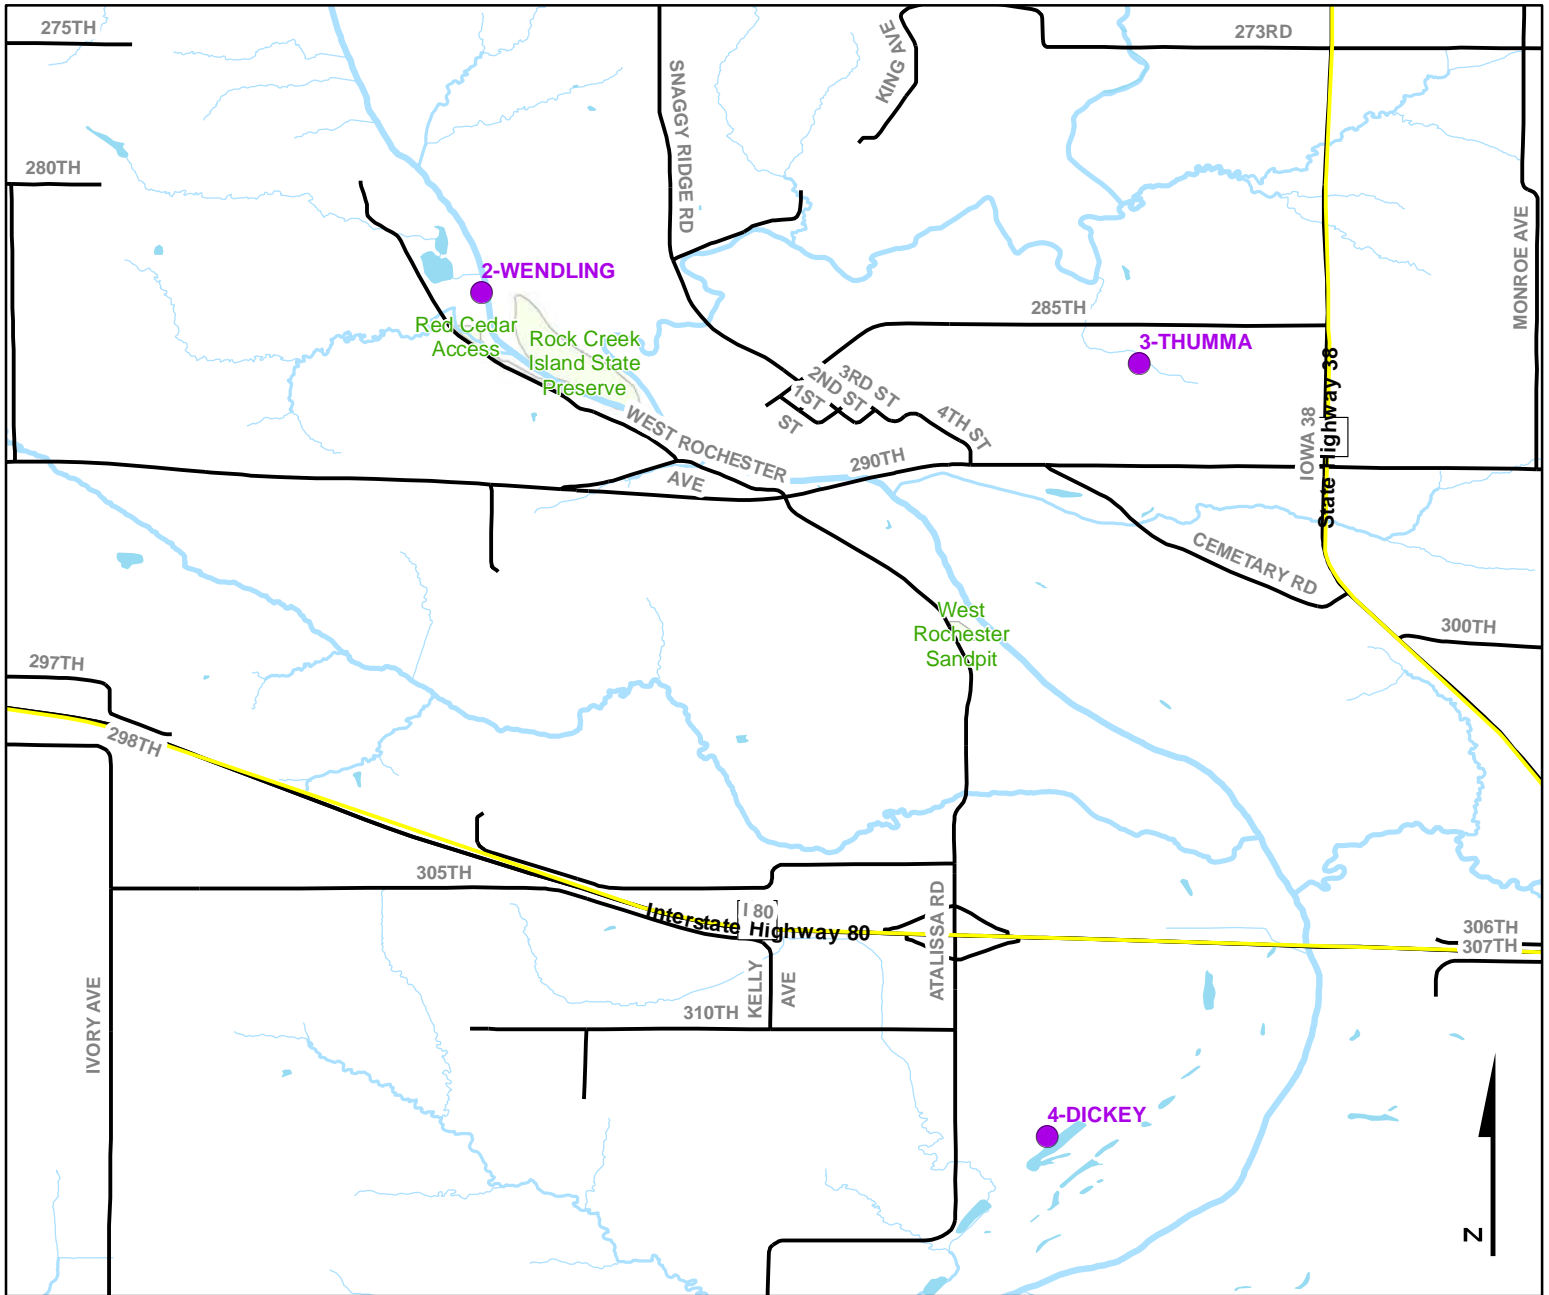 275TH
KING AVE
273RD
SNAGGY RIDGE RD
280TH
MONROE AVE
2-WENDLING
285TH
Red Cedar
Access
Rock Creek
Island State
Preserve
3-THUMMA
3RD ST
2ND ST
1ST
ST
4TH ST
WEST ROCHESTER
AVE
290TH
IOWA 38
State Highway 38
CEMETARY RD
West
Rochester
Sandpit
300TH
297TH
298TH
305TH
I 80
Interstate Highway 80
ATALISSA RD
306TH
307TH
KELLY
AVE
310TH
IVORY AVE
4-DICKEY
N